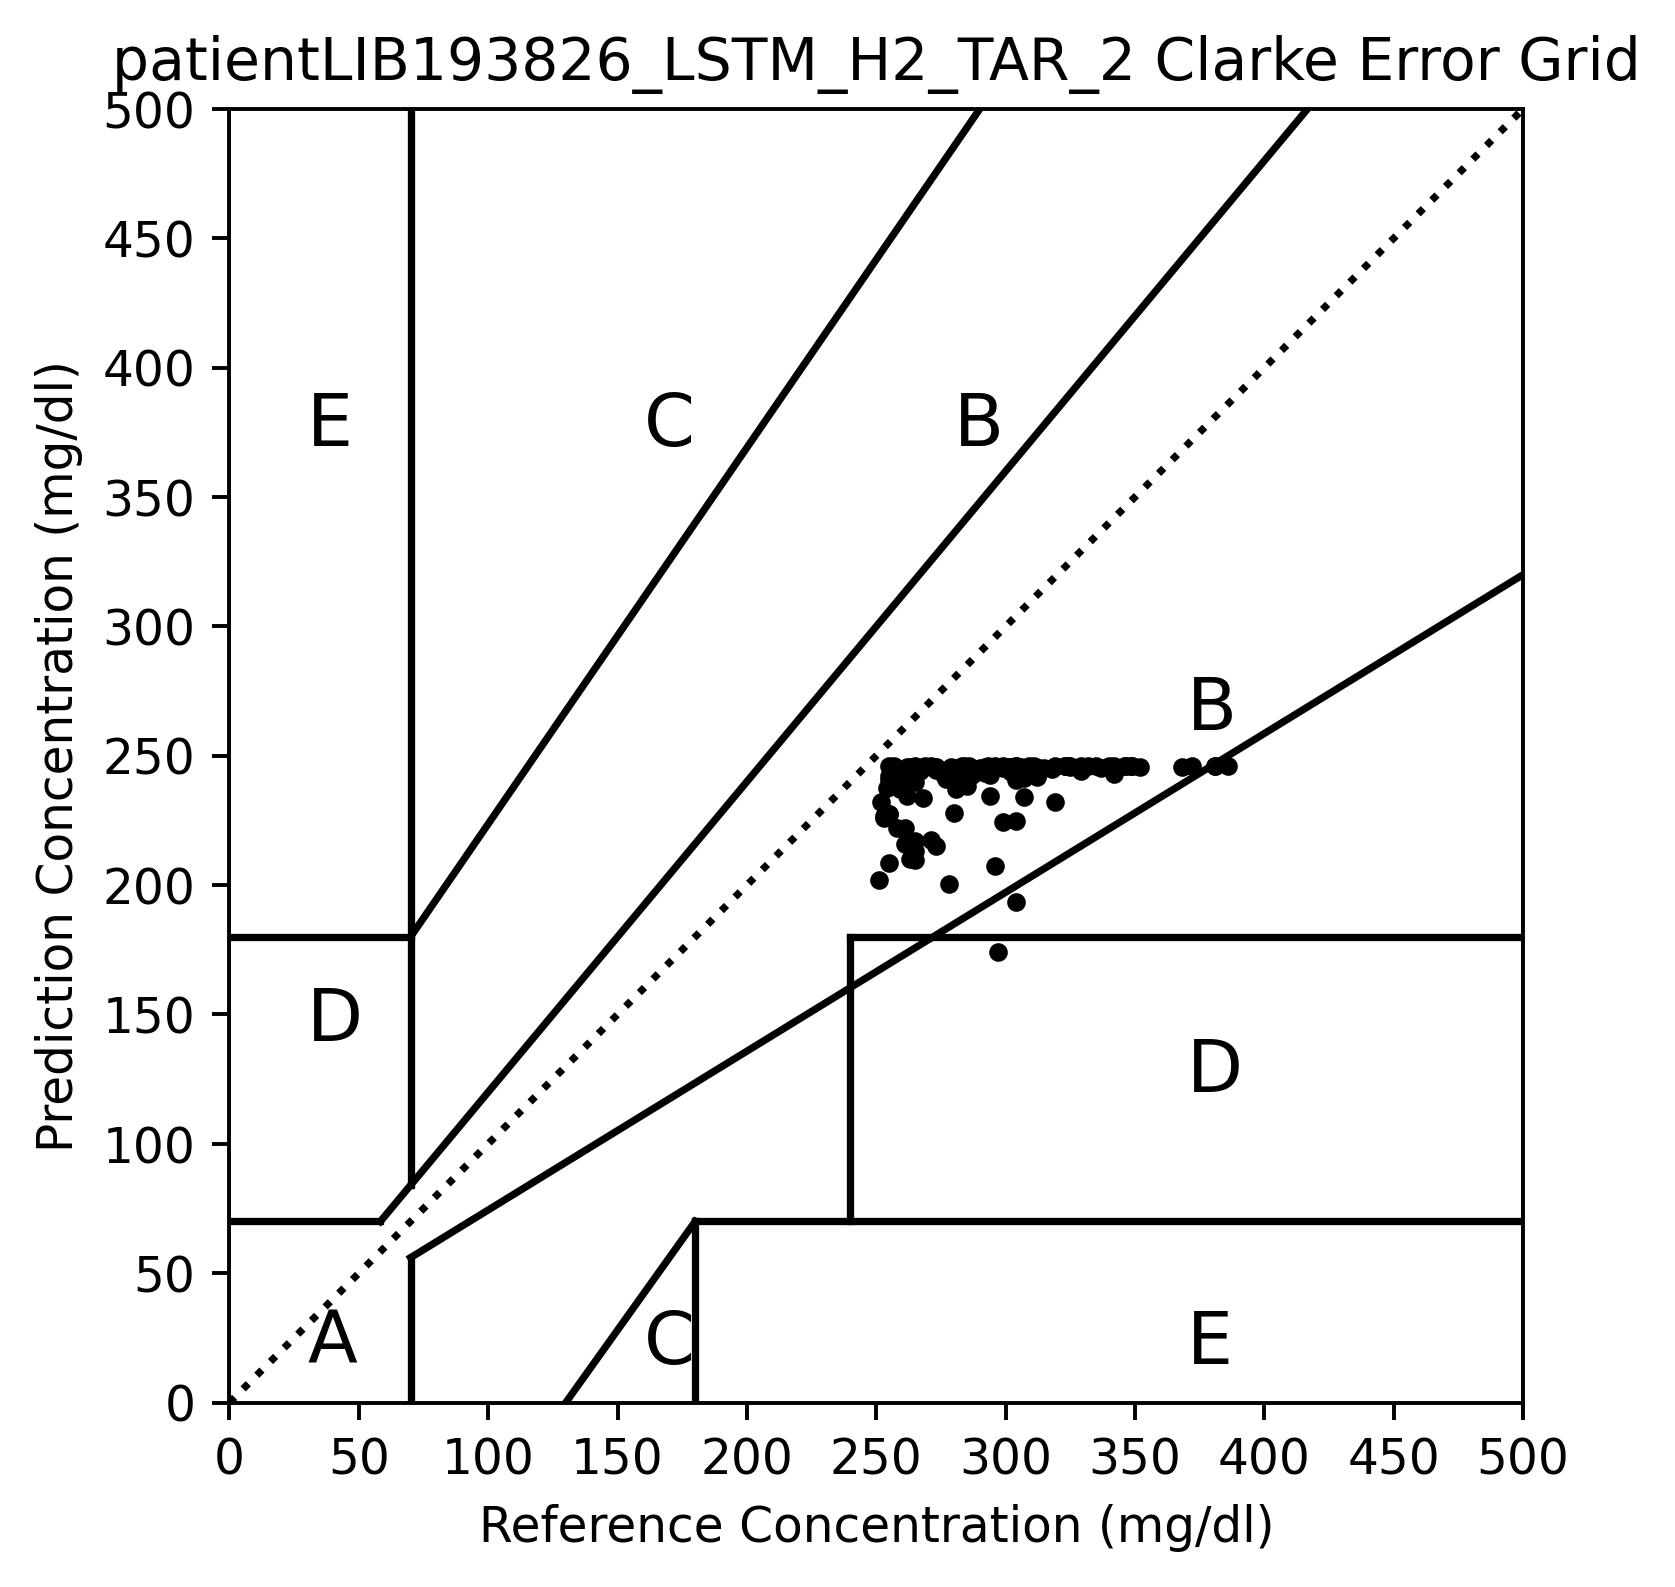 patientLIB193826_LSTM_H2_TAR_2 Clarke Error Grid
500
450
400
350
300
250
200
150
100
50
0
Prediction Concentration (mg/dl)
E
C
B
B
D
D
A
C
E
0 50 100 150 200 250 300 350 400 450 500
Reference Concentration (mg/dl)